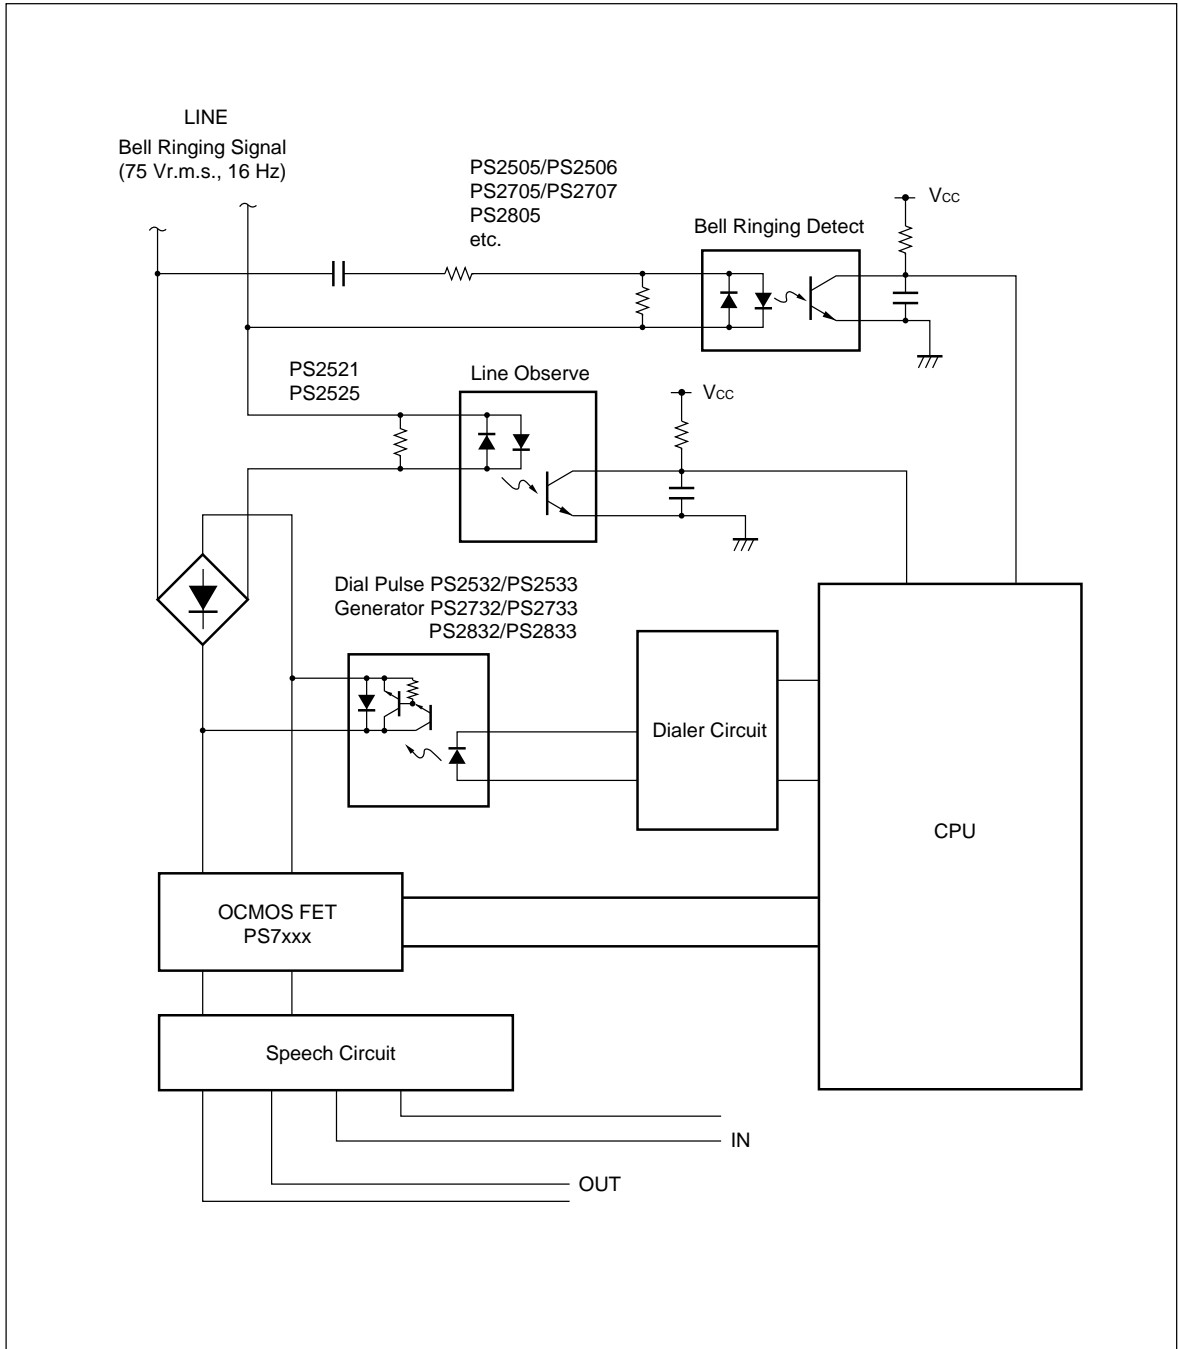 LINE
Bell Ringing Signal
(75 Vr.m.s., 16 Hz)
PS2505/PS2506
PS2705/PS2707
PS2805
etc.
Bell Ringing Detect
VCC
PS2521
PS2525
Line Observe
VCC
Dial Pulse PS2532/PS2533
Generator PS2732/PS2733
PS2832/PS2833
Dialer Circuit
CPU
OCMOS FET
PS7xxx
Speech Circuit
IN
OUT